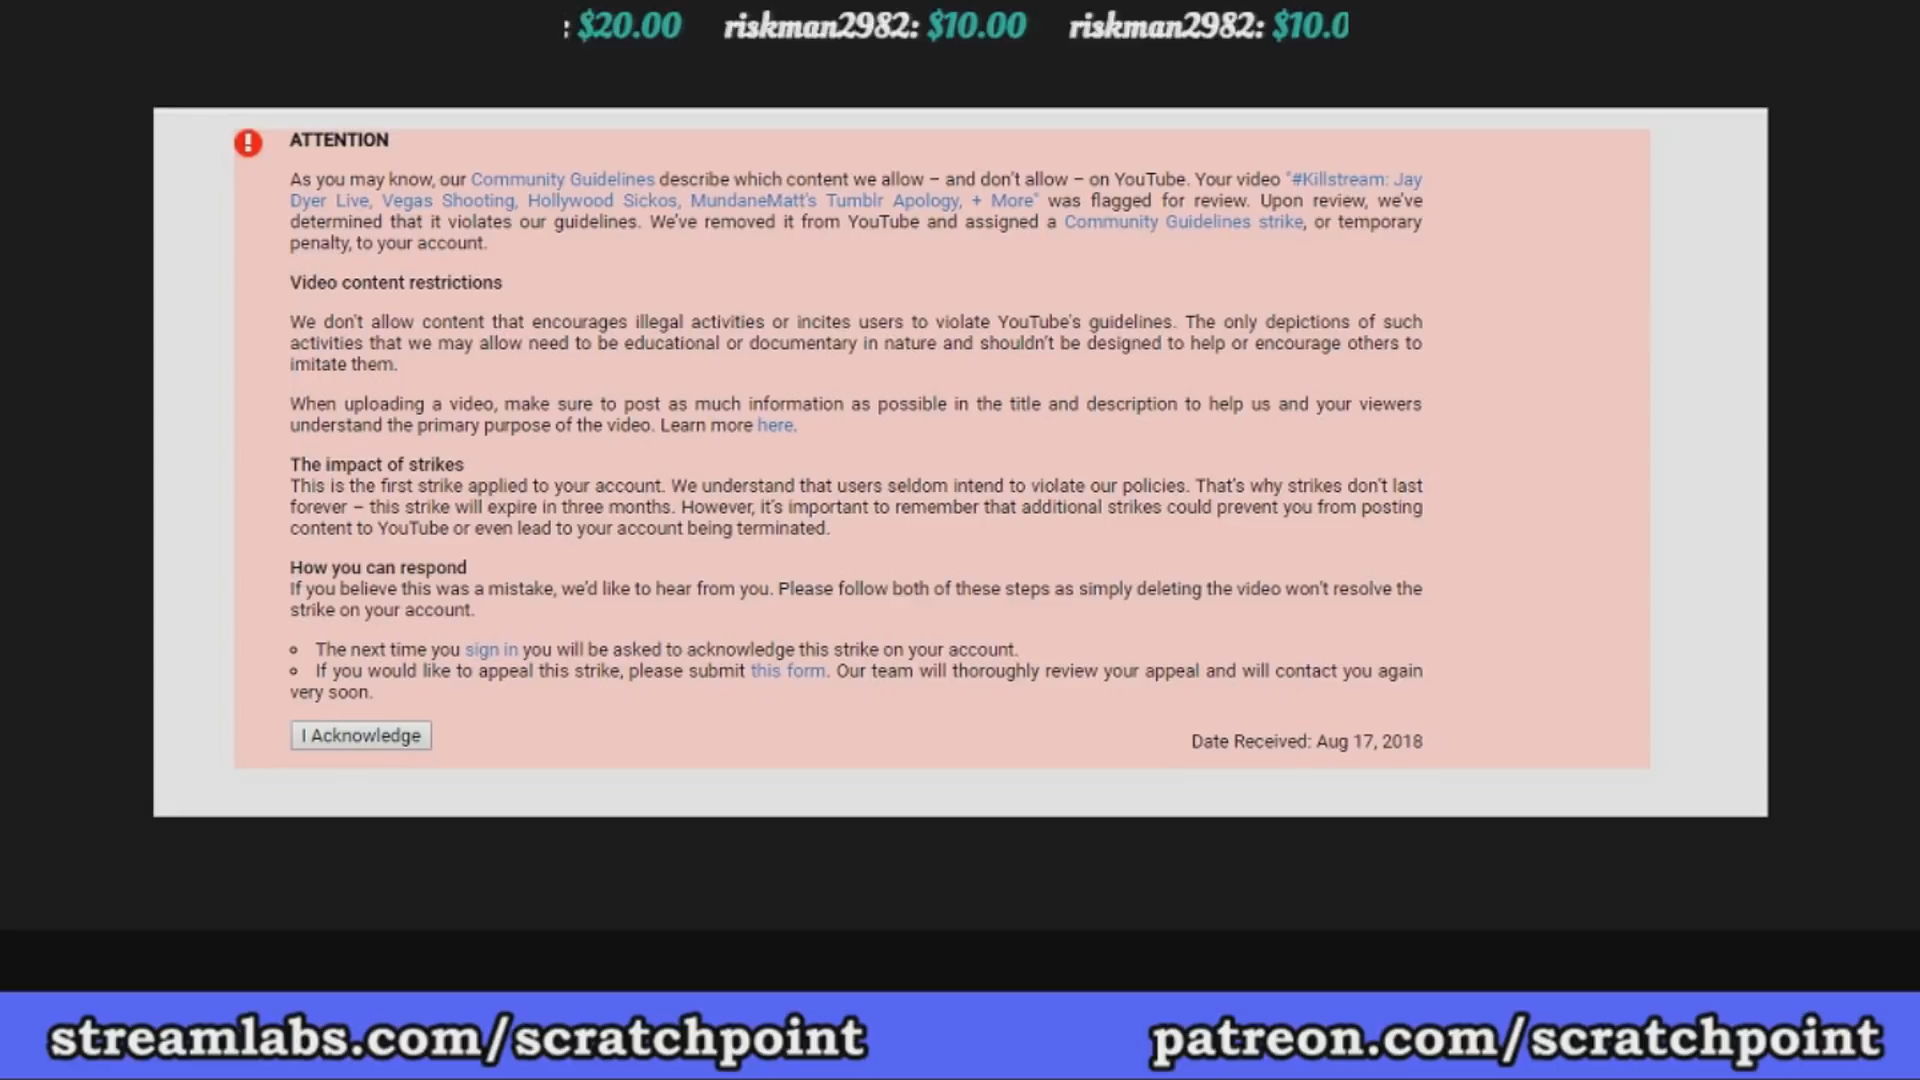 : $20.00 riskman2982: $10.00 riskman2982: $10.0
ATTENTION
As you may know, our Community Guidelines describe which content we allow – and don't allow – on YouTube. Your video "#Killstream: Jay
Dyer Live, Vegas Shooting, Hollywood Sickos, MundaneMatt's Tumblr Apology, + More" was flagged for review. Upon review, we've
determined that it violates our guidelines. We've removed it from YouTube and assigned a Community Guidelines strike, or temporary
penalty, to your account.
Video content restrictions
We don't allow content that encourages illegal activities or incites users to violate YouTube's guidelines. The only depictions of such
activities that we may allow need to be educational or documentary in nature and shouldn't be designed to help or encourage others to
imitate them.
When uploading a video, make sure to post as much information as possible in the title and description to help us and your viewers
understand the primary purpose of the video. Learn more here.
The impact of strikes
This is the first strike applied to your account. We understand that users seldom intend to violate our policies. That's why strikes don't last
forever – this strike will expire in three months. However, it's important to remember that additional strikes could prevent you from posting
content to YouTube or even lead to your account being terminated.
How you can respond
If you believe this was a mistake, we'd like to hear from you. Please follow both of these steps as simply deleting the video won't resolve the
strike on your account.
The next time you sign in you will be asked to acknowledge this strike on your account.
If you would like to appeal this strike, please submit this form. Our team will thoroughly review your appeal and will contact you again
very soon.
I Acknowledge
Date Received: Aug 17, 2018
streamlabs.com/scratchpoint
patreon.com/scratchpoint